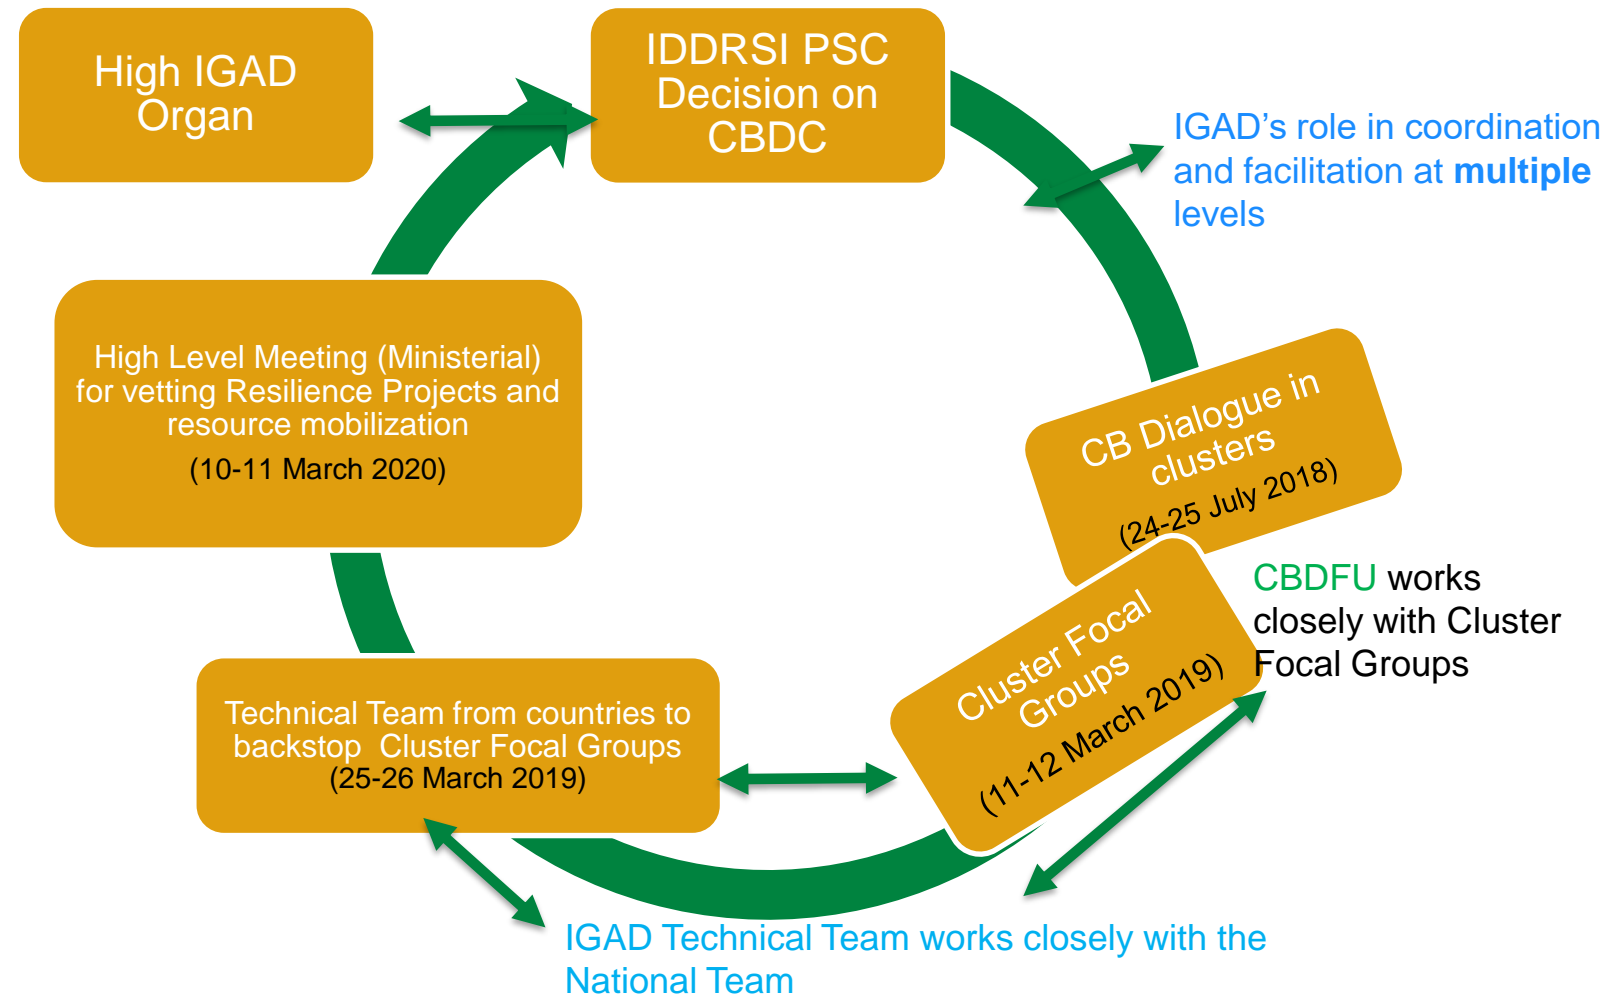 High IGAD
Organ
IDDRSI PSC
Decision on
CBDC
IGAD’s role in coordination
and facilitation at multiple
levels
High Level Meeting (Ministerial)
for vetting Resilience Projects and
resource mobilization
(10-11 March 2020)
CB Dialogue in
clusters
(24-25 July 2018)
CBDFU works
closely with Cluster
Focal Groups
Cluster Focal
Groups
(11-12 March 2019)
Technical Team from countries to
backstop  Cluster Focal Groups
(25-26 March 2019)
IGAD Technical Team works closely with the
National Team